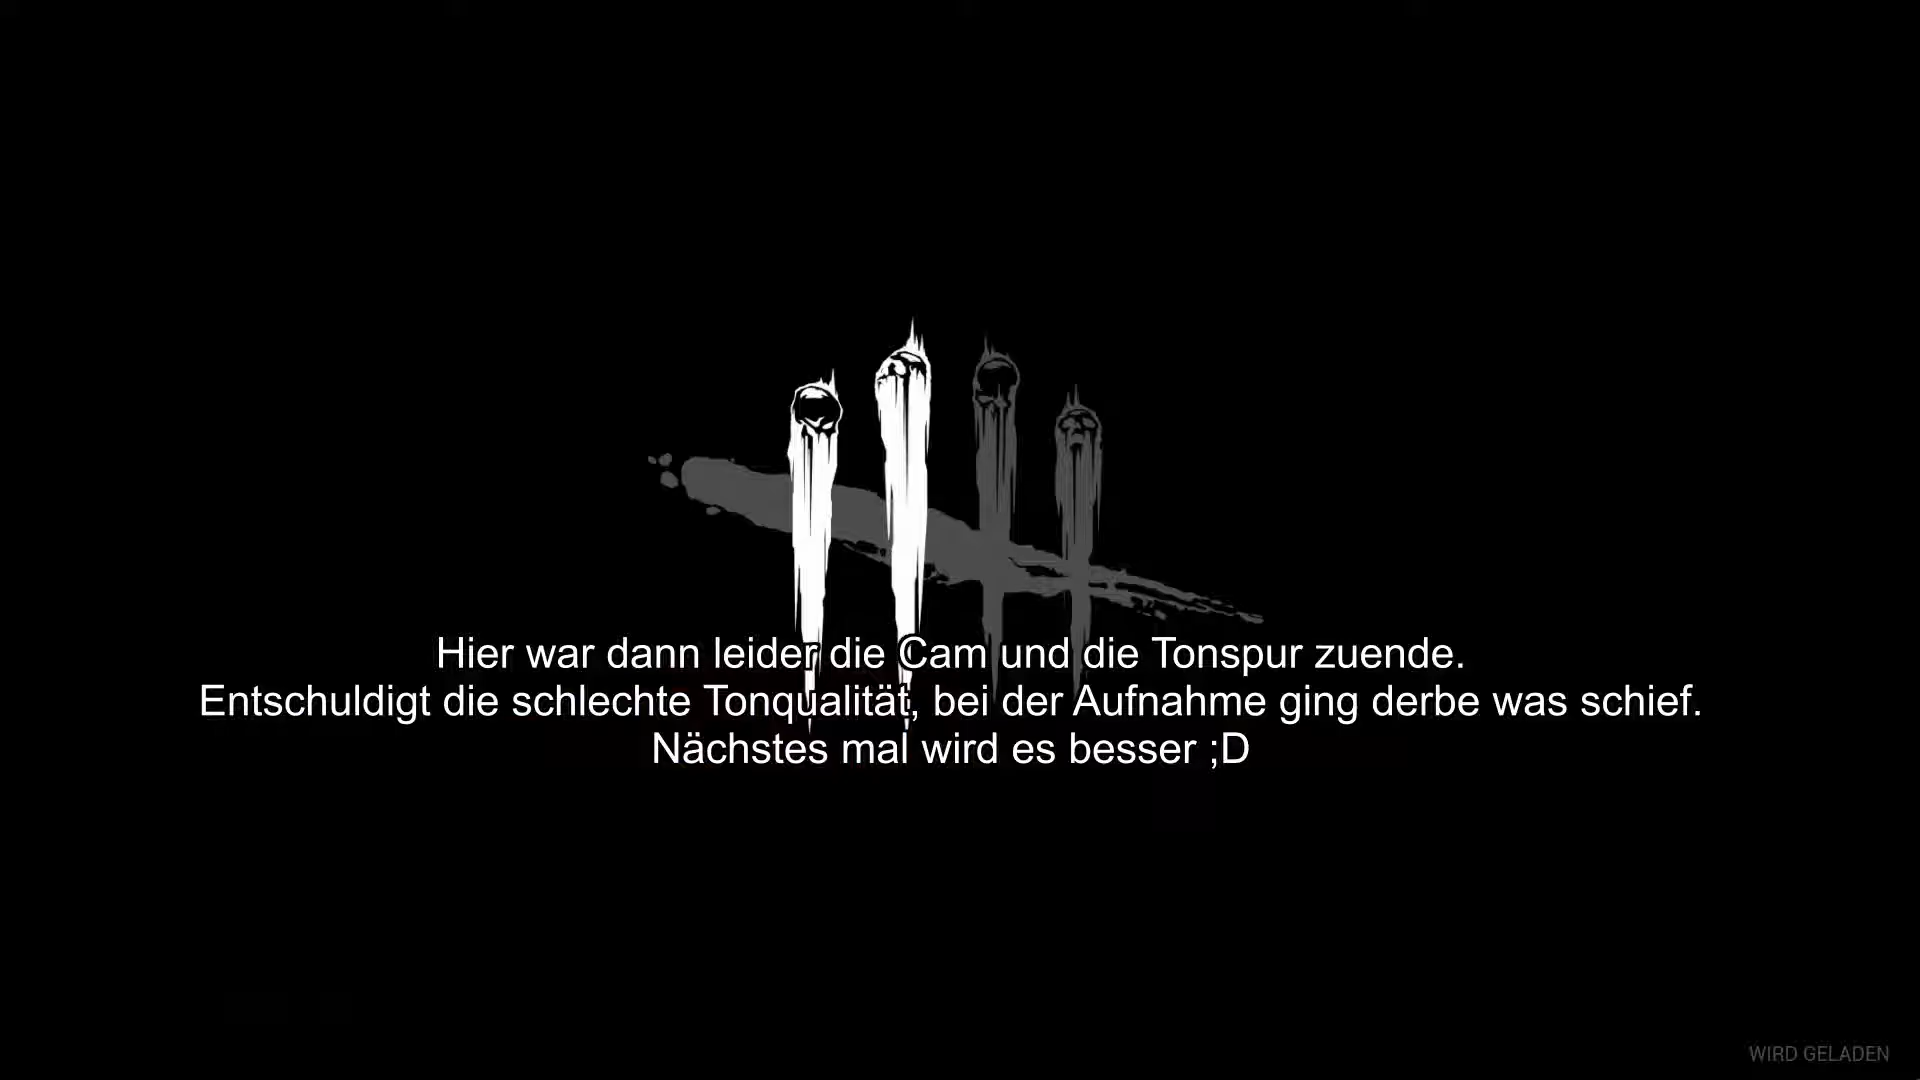 Hier war dann leider die Cam und die Tonspur zuende.
Entschuldigt die schlechte Tonqualität, bei der Aufnahme ging derbe was schief.
Nächstes mal wird es besser ;D
WIRD GELADEN